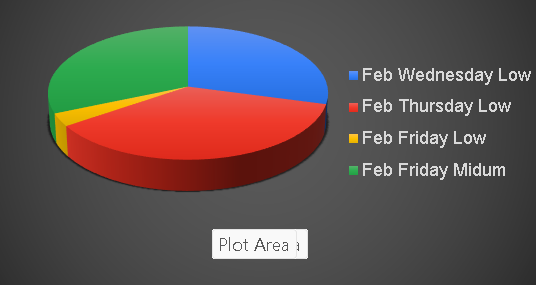 Feb Wednesday Low
Feb Thursday Low
Feb Friday Low
Feb Friday Midum
Plot Area